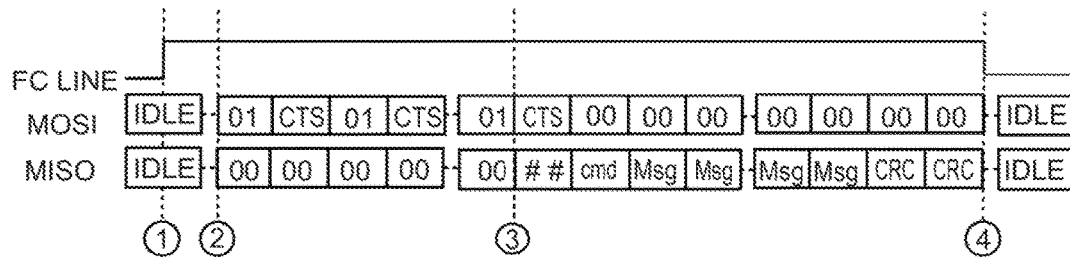 FC LINE
MOSI IDLE 01 CTS 01 CTS 01 CTS 00 00 00 00 00 00 00 IDLE
MISO IDLE 00 00 00 00 00 ## cmd Msg Msg Msg Msg CRC CRC IDLE
1 2 3 4